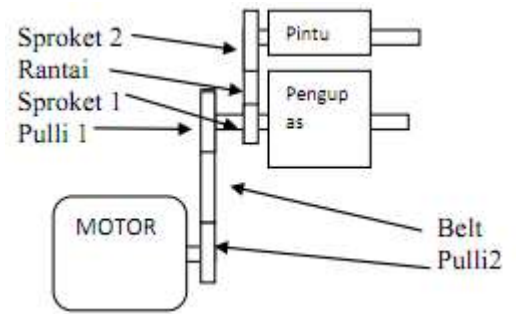 Sproket 2
Rantai
Sproket 1
Pulli 1
Pintu
Pengup
as
MOTOR
Belt
Pulli2